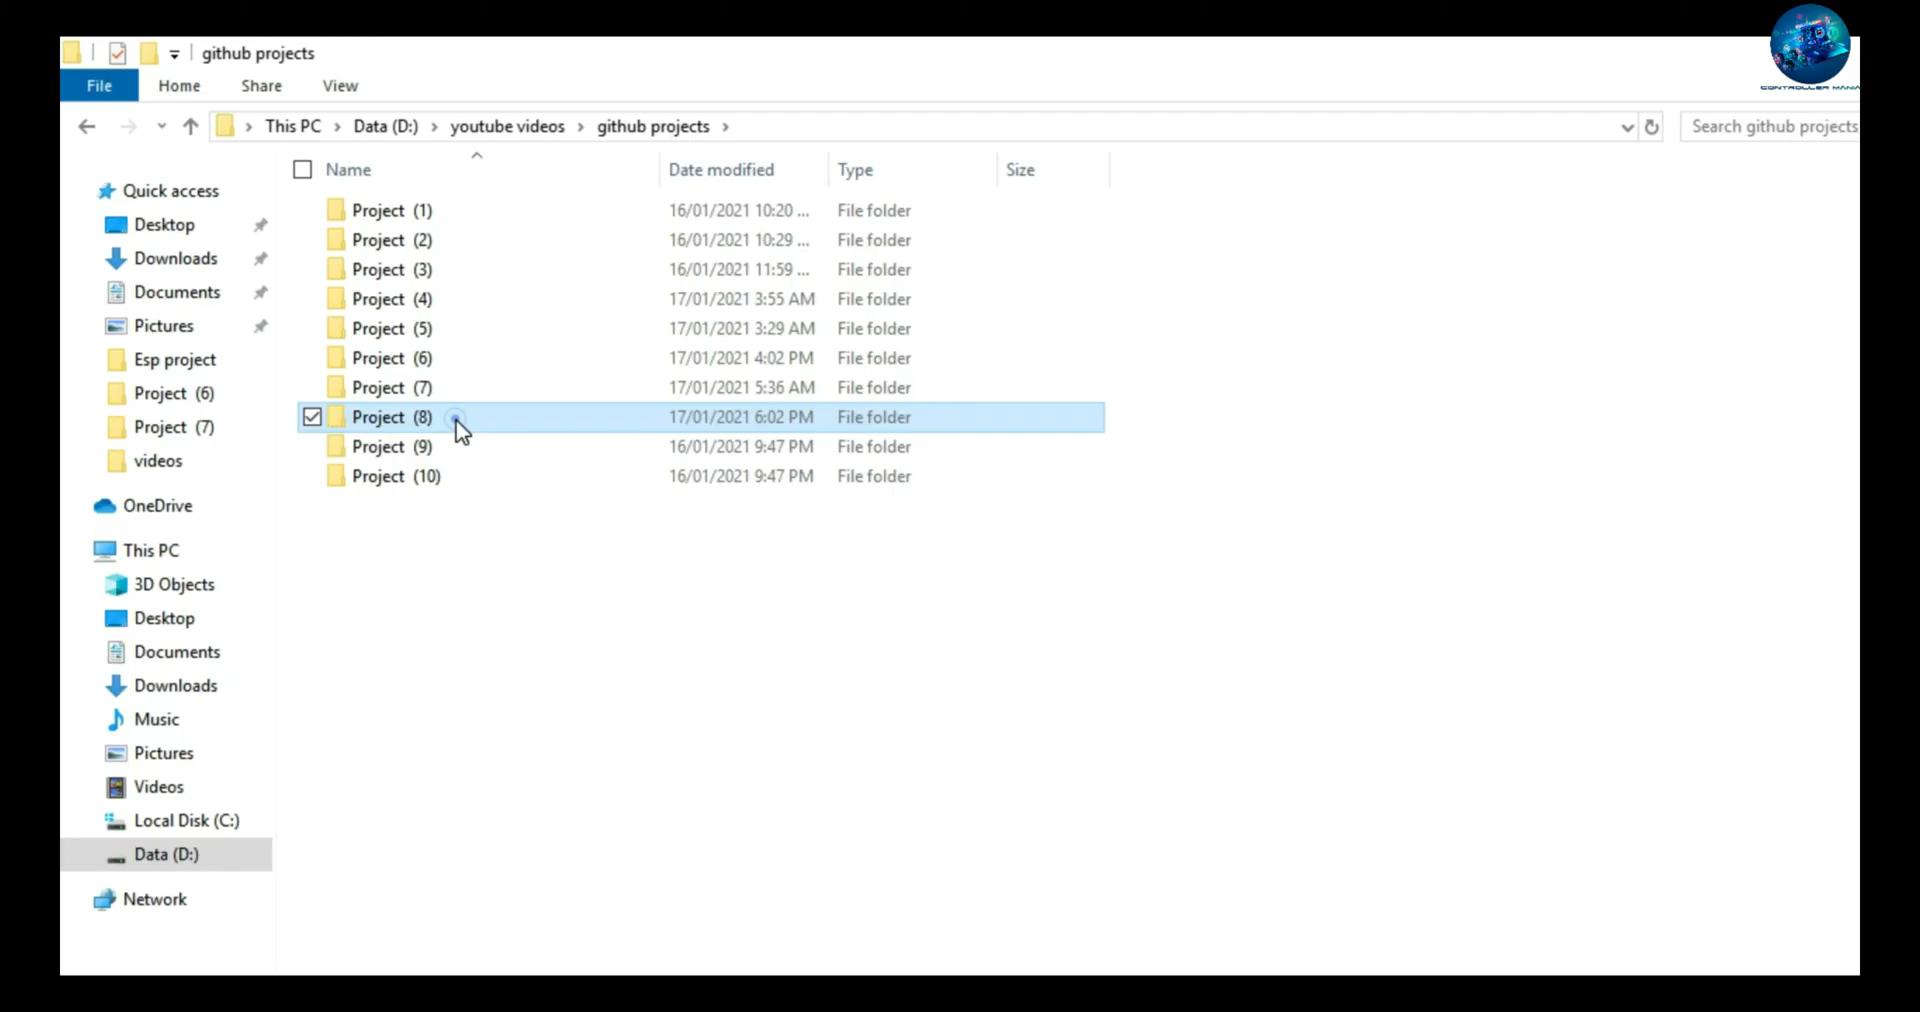 github projects
File Home Share View
This PC Data (D:) youtube videos github projects Search github projects
Name Date modified Type Size
Quick access
Desktop
Downloads
Documents
Pictures
Esp project
Project (6)
Project (7)
videos
OneDrive
This PC
3D Objects
Desktop
Documents
Downloads
Music
Pictures
Videos
Local Disk (C:)
Data (D:)
Network
Project (1) 16/01/2021 10:20 ... File folder
Project (2) 16/01/2021 10:29 ... File folder
Project (3) 16/01/2021 11:59 ... File folder
Project (4) 17/01/2021 3:55 AM File folder
Project (5) 17/01/2021 3:29 AM File folder
Project (6) 17/01/2021 4:02 PM File folder
Project (7) 17/01/2021 5:36 AM File folder
Project (8) 17/01/2021 6:02 PM File folder
Project (9) 16/01/2021 9:47 PM File folder
Project (10) 16/01/2021 9:47 PM File folder
CONTROLLER MANIA